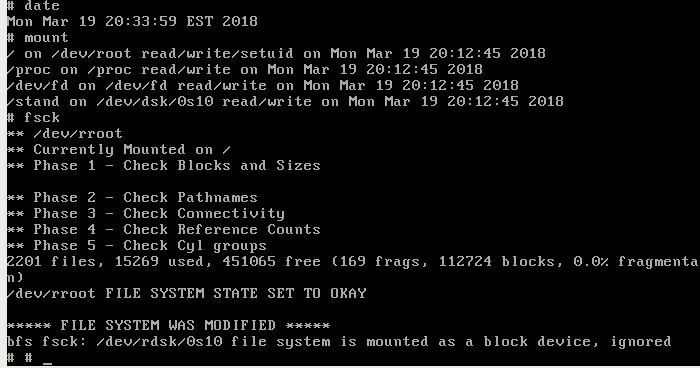 # date
Mon Mar 19 20:33:59 EST 2018
# mount
/ on /dev/root read/write/setuid on Mon Mar 19 20:12:45 2018
/proc on /proc read/write on Mon Mar 19 20:12:45 2018
/dev/fd on /dev/fd read/write on Mon Mar 19 20:12:45 2018
/stand on /dev/dsk/0s10 read/write on Mon Mar 19 20:12:45 2018
# fsck
** /dev/rroot
** Currently Mounted on /
** Phase 1 - Check Blocks and Sizes
** Phase 2 - Check Pathnames
** Phase 3 - Check Connectivity
** Phase 4 - Check Reference Counts
** Phase 5 - Check Cyl groups
2201 files, 15269 used, 451065 free (169 frags, 112724 blocks, 0.0% fragmenta
n)
/dev/rroot FILE SYSTEM STATE SET TO OKAY
***** FILE SYSTEM WAS MODIFIED *****
bfs fsck: /dev/rdsk/0s10 file system is mounted as a block device, ignored
# # _